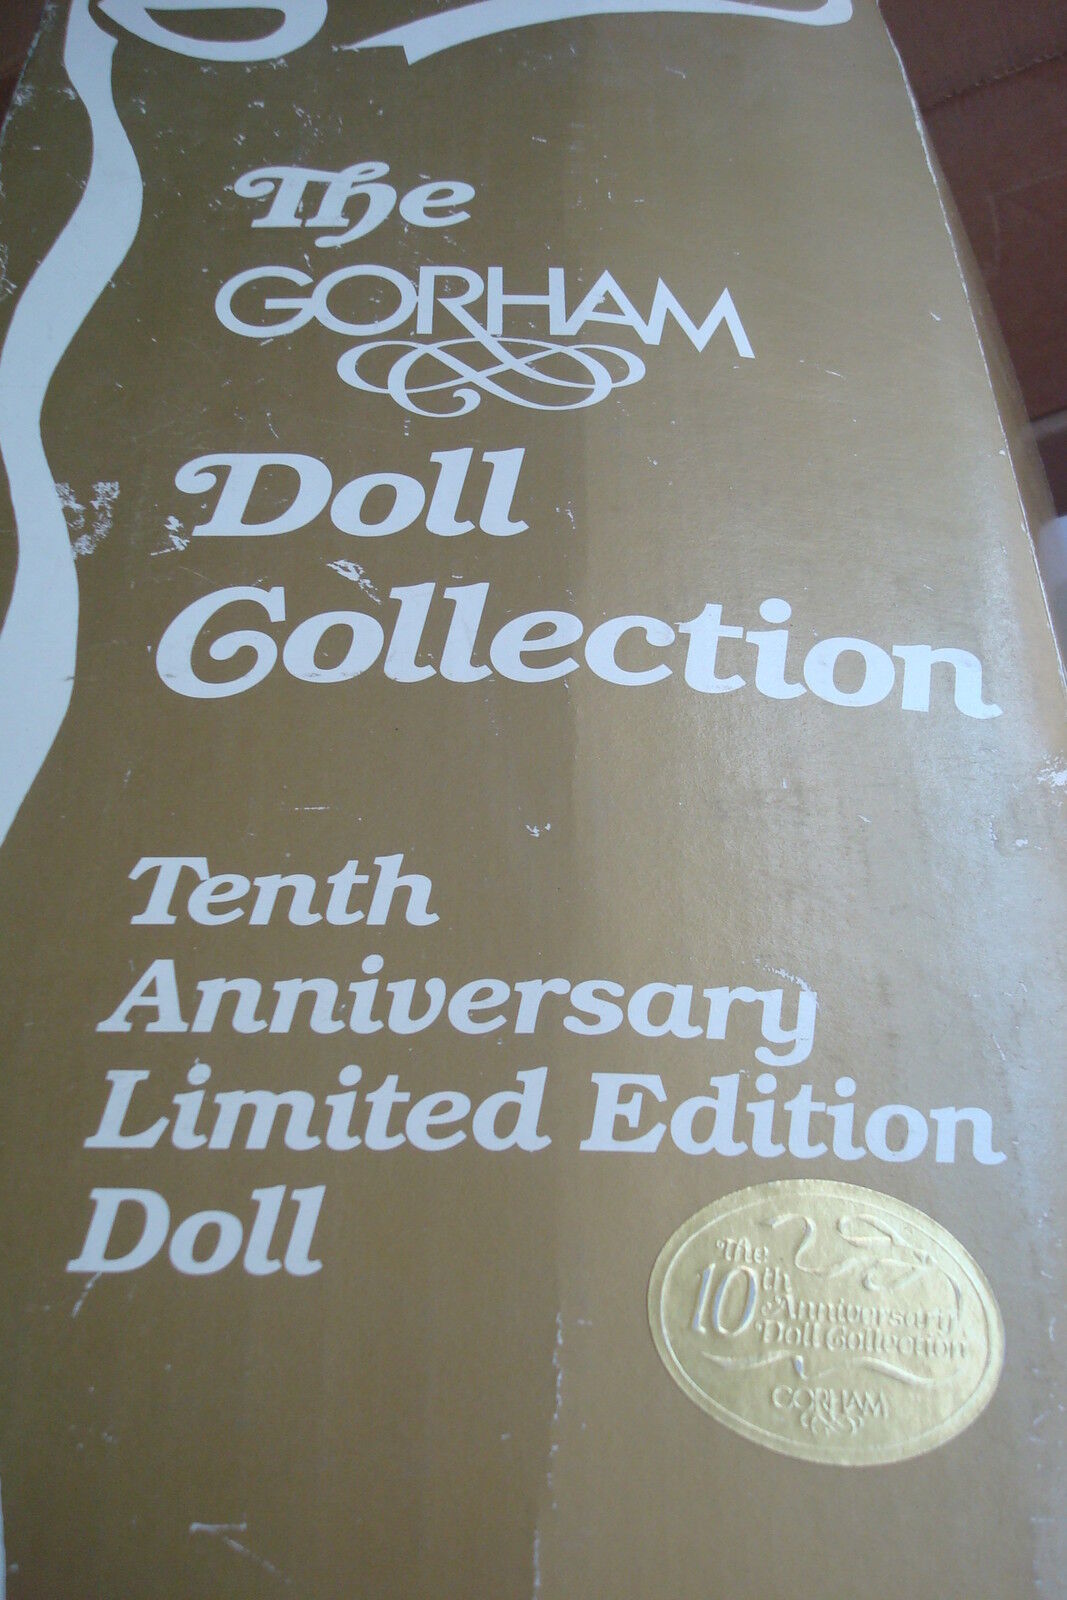 The
GORHAM
Doll
Collection
Tenth
Anniversary
Limited Edition
Doll
The
10th
Anniversary
Doll Collection
GORHAM